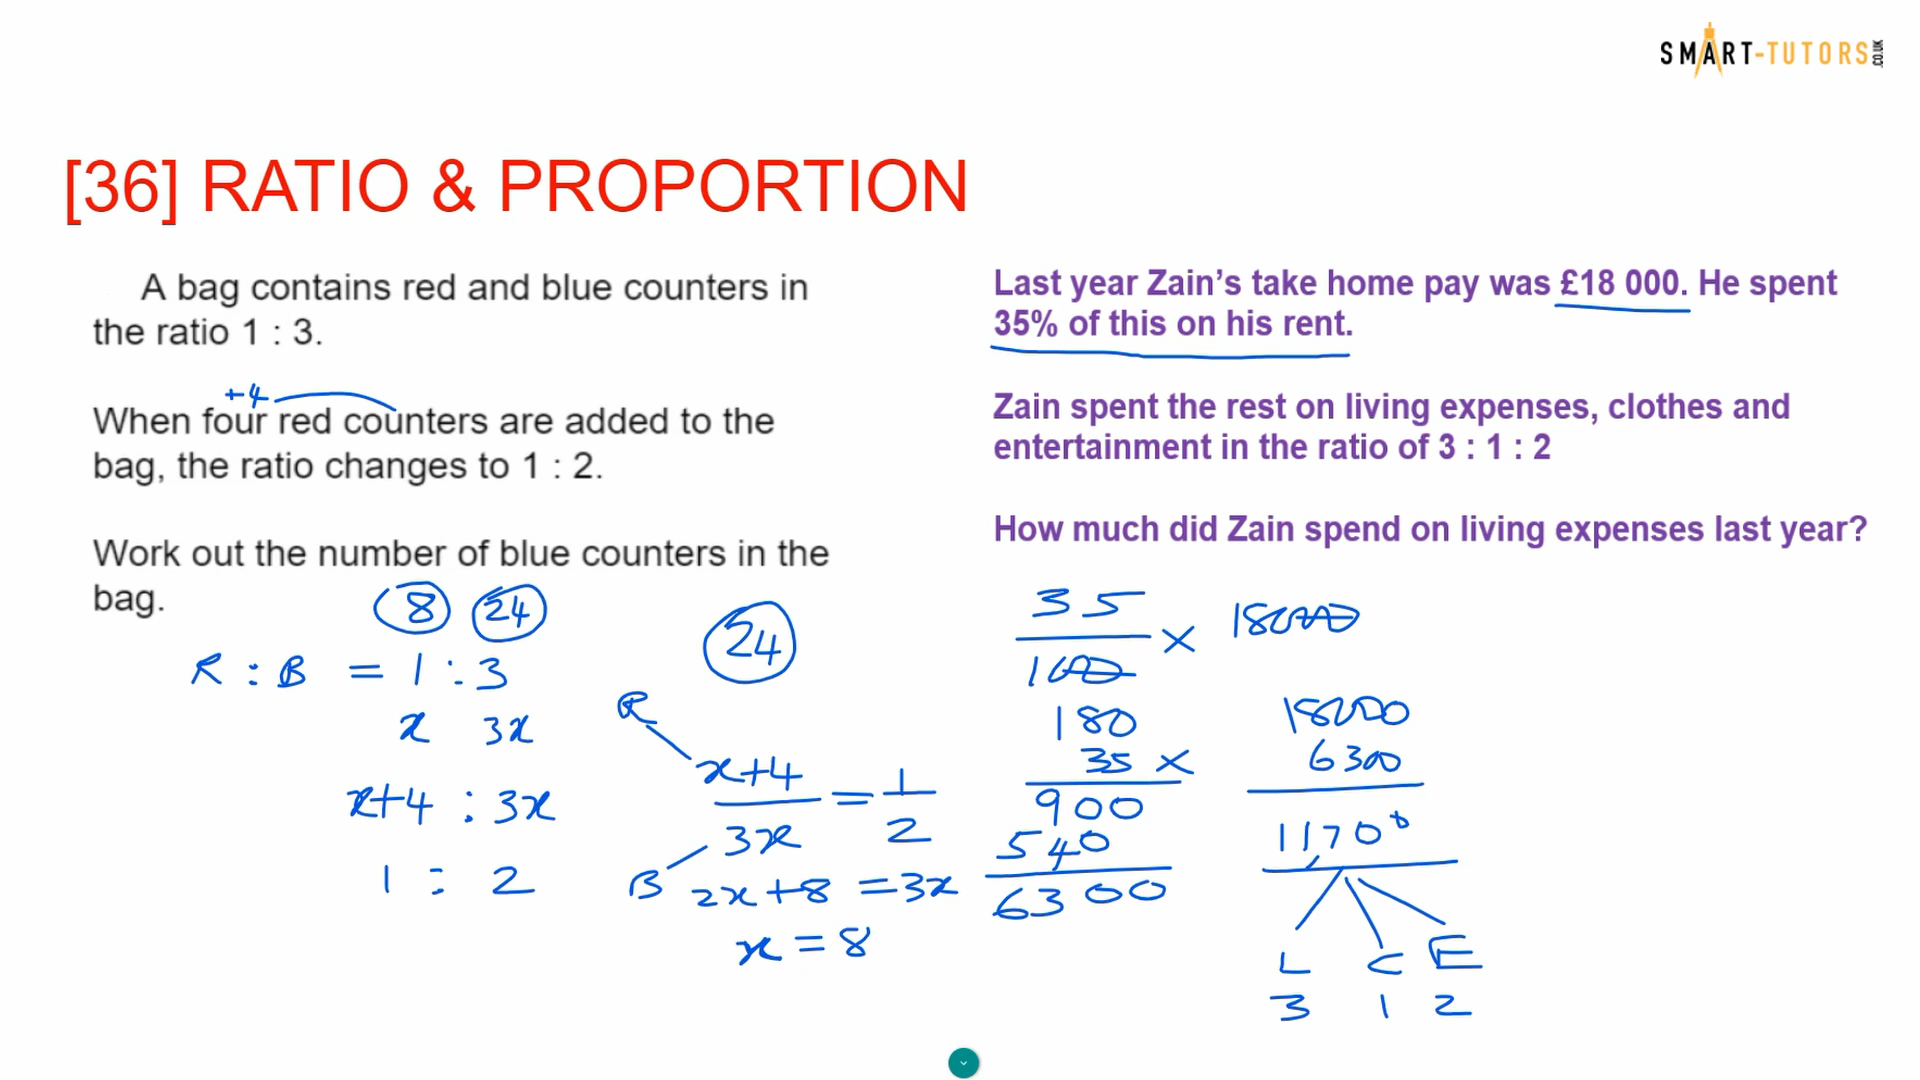 SMART-TUTORS.CO.UK
[36] RATIO & PROPORTION
A bag contains red and blue counters in
the ratio 1 : 3.
+4
When four red counters are added to the
bag, the ratio changes to 1 : 2.
Work out the number of blue counters in the
bag.
8 24
R : B = 1 : 3
x 3x
x+4 : 3x
1 : 2
24
R
x+4 = 1
3x 2
B
2x+8 = 3x
x = 8
Last year Zain's take home pay was £18 000. He spent
35% of this on his rent.
Zain spent the rest on living expenses, clothes and
entertainment in the ratio of 3 : 1 : 2
How much did Zain spend on living expenses last year?
35 × 18000
100
180
35 ×
900
540
6300
18000
6300
11700
L C E
3 1 2